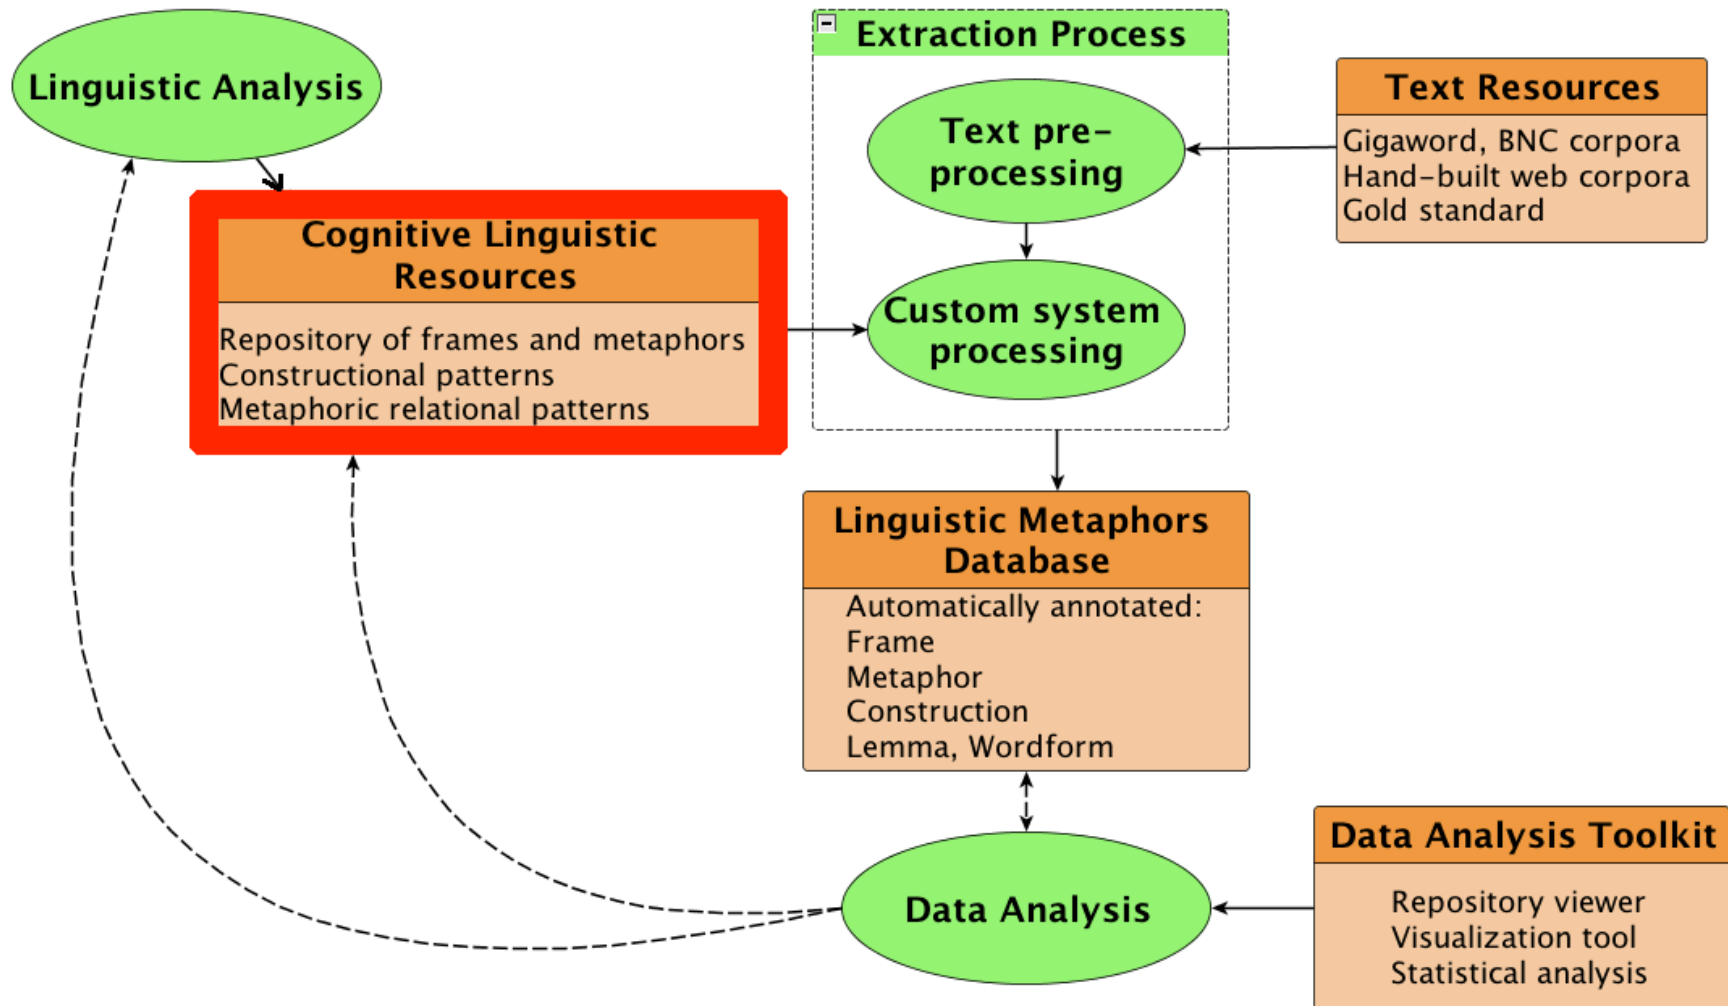 Linguistic Analysis
Cognitive Linguistic
Resources
Repository of frames and metaphors
Constructional patterns
Metaphoric relational patterns
Extraction Process
Text pre-
processing
Custom system
processing
Text Resources
Gigaword, BNC corpora
Hand-built web corpora
Gold standard
Linguistic Metaphors
Database
Automatically annotated:
Frame
Metaphor
Construction
Lemma, Wordform
Data Analysis
Data Analysis Toolkit
Repository viewer
Visualization tool
Statistical analysis